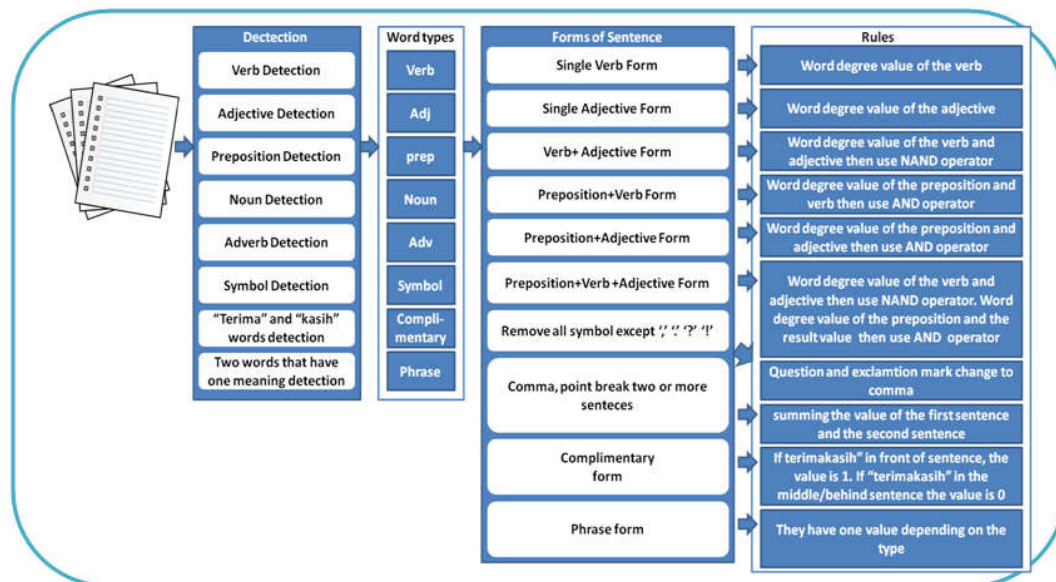 Dectection
Verb Detection
Adjective Detection
Preposition Detection
Noun Detection
Adverb Detection
Symbol Detection
"Terima" and "kasih"
words detection
Two words that have
one meaning detection
Word types
Verb
Adj
prep
Noun
Adv
Symbol
Compli-
mentary
Phrase
Forms of Sentence
Single Verb Form
Single Adjective Form
Verb+ Adjective Form
Preposition+Verb Form
Preposition+Adjective Form
Preposition+Verb +Adjective Form
Remove all symbol except ',' '.' '?' '!'
Comma, point break two or more
senteces
Complimentary
form
Phrase form
Rules
Word degree value of the verb
Word degree value of the adjective
Word degree value of the verb and
adjective then use NAND operator
Word degree value of the preposition and
verb then use AND operator
Word degree value of the preposition and
adjective then use AND operator
Word degree value of the verb and
adjective then use NAND operator. Word
degree value of the preposition and the
result value then use AND operator
Question and exclamtion mark change to
comma
summing the value of the first sentence
and the second sentence
If terimakasih" in front of sentence, the
value is 1. If "terimakasih" in the
middle/behind sentence the value is 0
They have one value depending on the
type